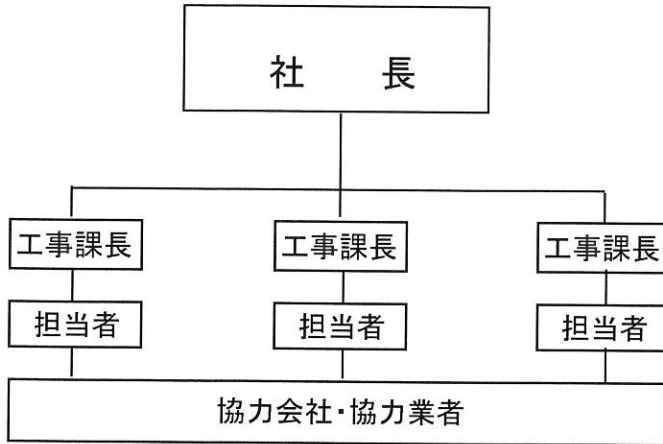 社 長
工事課長 工事課長 工事課長
担当者 担当者 担当者
協力会社・協力業者